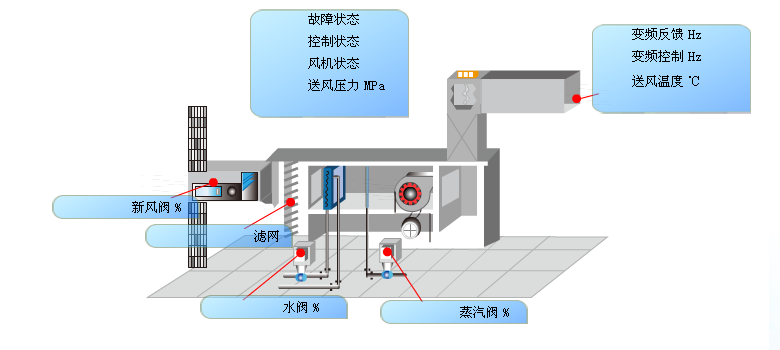 故障状态
控制状态
风机状态
送风压力 MPa
变频反馈 Hz
变频控制 Hz
送风温度 ℃
新风阀 %
滤网
水阀 %
蒸汽阀 %